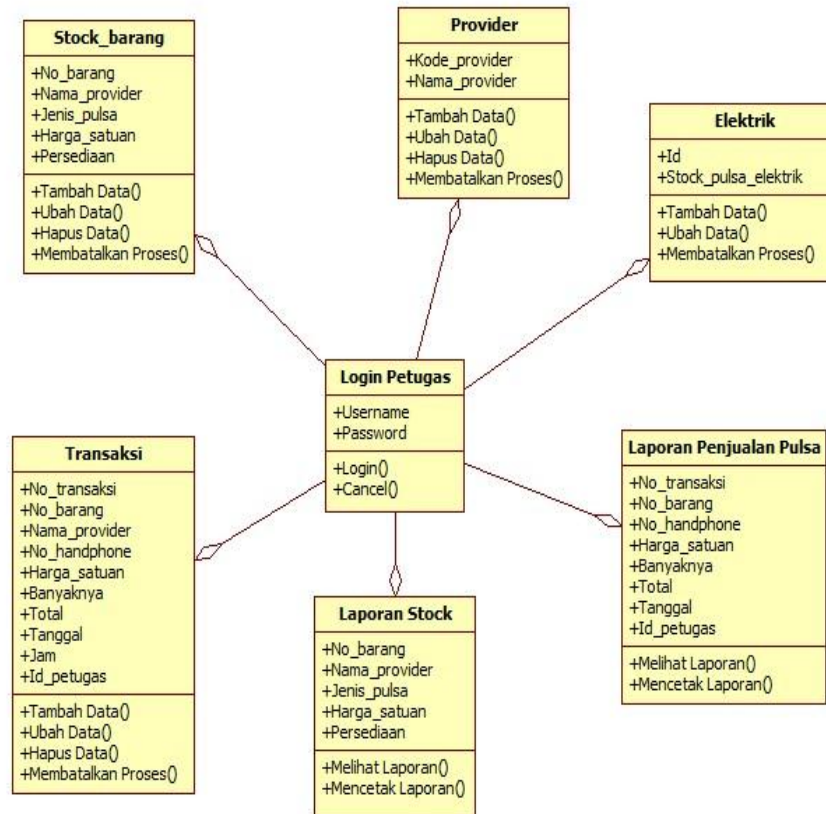 Stock_barang
+No_barang
+Nama_provider
+Jenis_pulsa
+Harga_satuan
+Persediaan
+Tambah Data()
+Ubah Data()
+Hapus Data()
+Membatalkan Proses()
Provider
+Kode_provider
+Nama_provider
+Tambah Data()
+Ubah Data()
+Hapus Data()
+Membatalkan Proses()
Elektrik
+Id
+Stock_pulsa_elektrik
+Tambah Data()
+Ubah Data()
+Membatalkan Proses()
Login Petugas
+Username
+Password
+Login()
+Cancel()
Transaksi
+No_transaksi
+No_barang
+Nama_provider
+No_handphone
+Harga_satuan
+Banyaknya
+Total
+Tanggal
+Jam
+Id_petugas
+Tambah Data()
+Ubah Data()
+Hapus Data()
+Membatalkan Proses()
Laporan Stock
+No_barang
+Nama_provider
+Jenis_pulsa
+Harga_satuan
+Persediaan
+Melihat Laporan()
+Mencetak Laporan()
Laporan Penjualan Pulsa
+No_transaksi
+No_barang
+No_handphone
+Harga_satuan
+Banyaknya
+Total
+Tanggal
+Id_petugas
+Melihat Laporan()
+Mencetak Laporan()